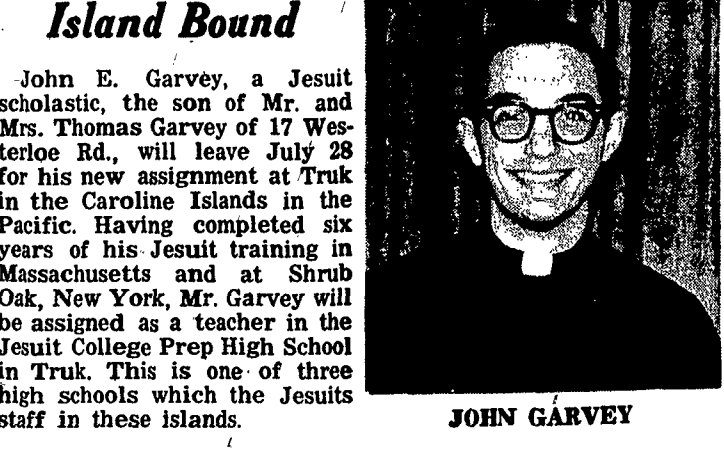 Island Bound
John E. Garvey, a Jesuit
scholastic, the son of Mr. and
Mrs. Thomas Garvey of 17 Wes-
terloe Rd., will leave July 28
for his new assignment at Truk
in the Caroline Islands in the
Pacific. Having completed six
years of his Jesuit training in
Massachusetts and at Shrub
Oak, New York, Mr. Garvey will
be assigned as a teacher in the
Jesuit College Prep High School
in Truk. This is one of three
high schools which the Jesuits
staff in these islands.
JOHN GARVEY